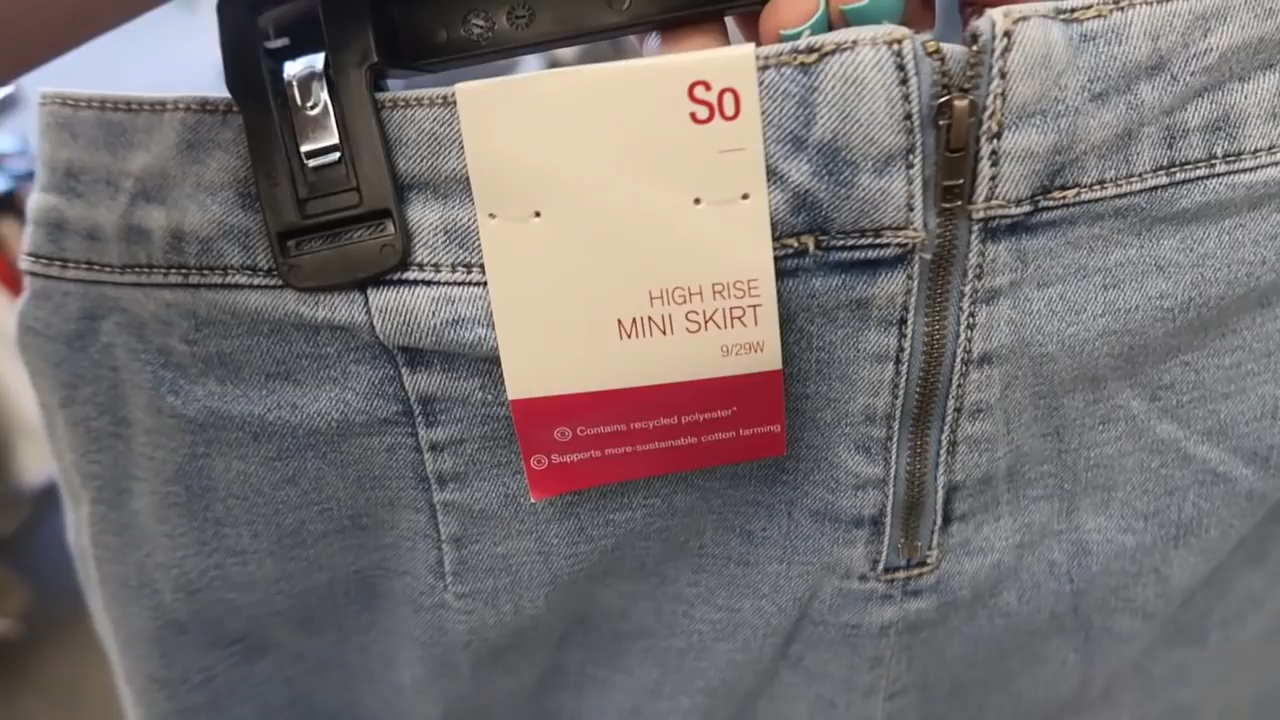 So
HIGH RISE
MINI SKIRT
9/29W
Contains recycled polyester*
Supports more-sustainable cotton farming